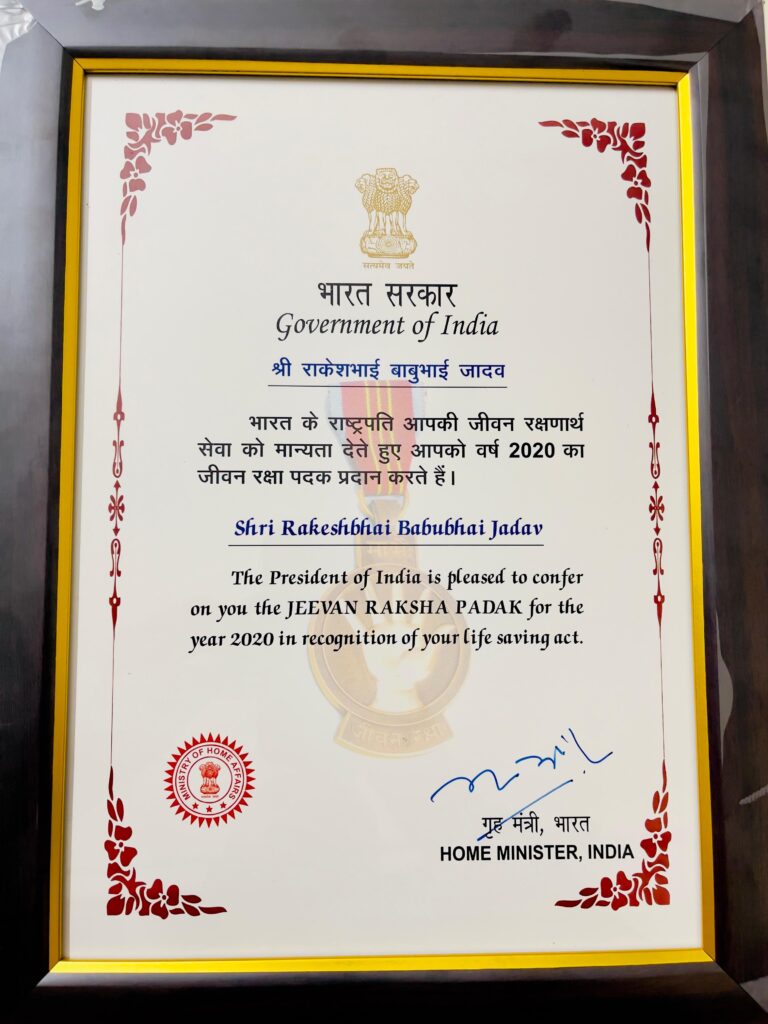 सत्यमेव जयते
भारत सरकार
Government of India
श्री राकेशभाई बाबुभाई जादव
भारत के राष्ट्रपति आपकी जीवन रक्षणार्थ
सेवा को मान्यता देते हुए आपको वर्ष 2020 का
जीवन रक्षा पदक प्रदान करते हैं।
Shri Rakeshbhai Babubhai Jadav
The President of India is pleased to confer
on you the JEEVAN RAKSHA PADAK for the
year 2020 in recognition of your life saving act.
जीवन रक्षा
MINISTRY OF HOME AFFAIRS
गृह मंत्री, भारत
HOME MINISTER, INDIA